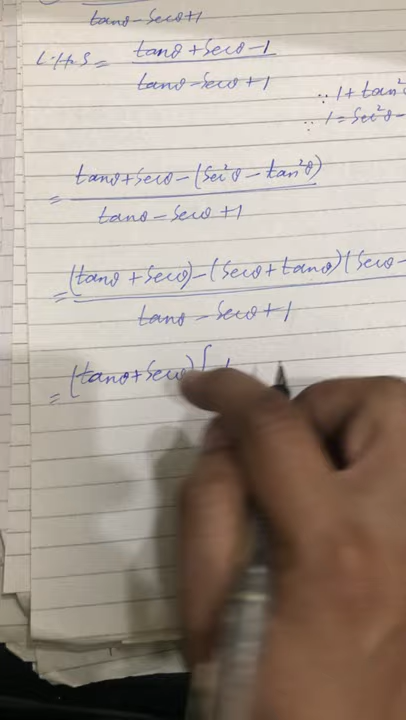 tanθ - secθ +1
L.H.S = tanθ + secθ - 1
tanθ - secθ + 1
∵ 1 + tan²
∵ 1 = sec²θ -
= tanθ + secθ - (sec²θ - tan²θ)
tanθ - secθ + 1
= (tanθ + secθ) - (secθ + tanθ) (secθ -
tanθ - secθ + 1
= (tanθ + secθ) [ 1